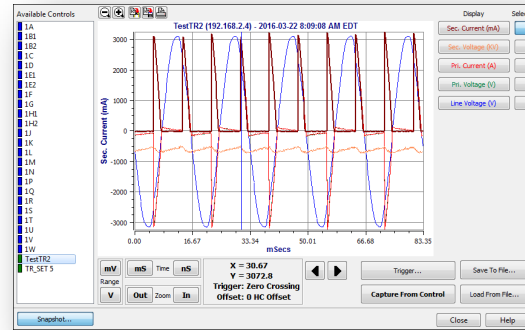 Available Controls
1A
1B1
1B2
1C
1D
1E1
1E2
1F
1G
1H1
1H2
1J
1K
1L
1M
1N
1P
1Q
1R
1S
1T
1U
1V
1W
TestTR2
TR_SET 5
Snapshot...
TestTR2 (192.168.2.4) - 2016-03-22 8:09:08 AM EDT
Sec. Current (mA)
3000
2000
1000
0
-1000
-2000
-3000
0.00 16.67 33.34 50.01 66.68 83.35
mSecs
mV mS Time nS
Range
V Out Zoom In
X = 30.67
Y = 3072.8
Trigger: Zero Crossing
Offset: 0 HC Offset
Trigger...
Save To File...
Capture From Control
Load From File...
Close Help
Display
Sec. Current (mA)
Sec. Voltage (KV)
Pri. Current (A)
Pri. Voltage (V)
Line Voltage (V)